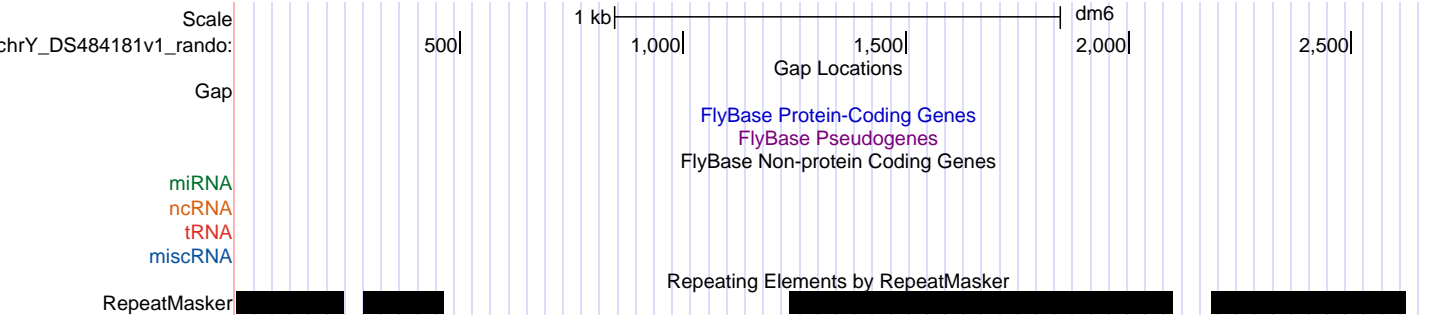 Scale 1 kb dm6
chrY_DS484181v1_rando: 500 1,000 1,500 2,000 2,500
Gap Locations
Gap
FlyBase Protein-Coding Genes
FlyBase Pseudogenes
FlyBase Non-protein Coding Genes
miRNA
ncRNA
tRNA
miscRNA
Repeating Elements by RepeatMasker
RepeatMasker